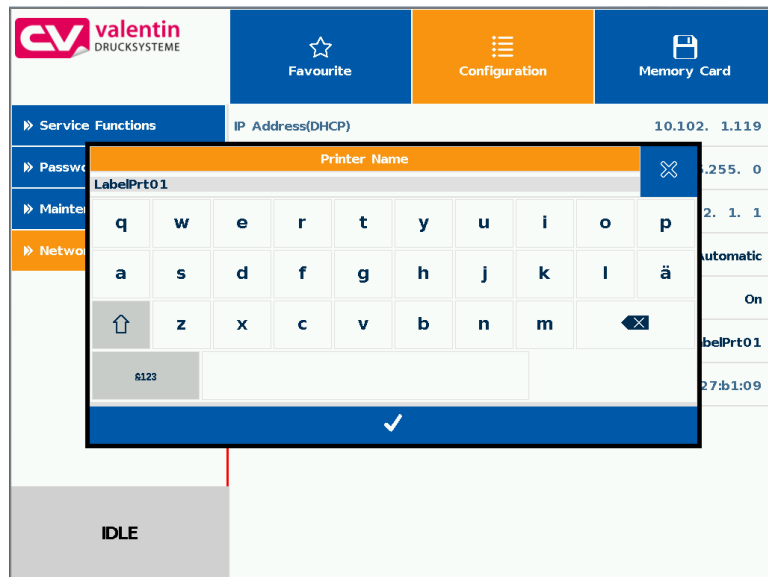 valentin
DRUCKSYSTEME
Favourite
Configuration
Memory Card
Service Functions
IP Address(DHCP)
10.102. 1.119
Printer Name
.255. 0
LabelPrt01
2. 1. 1
q w e r t y u i o p
Automatic
a s d f g h j k l ä
On
z x c v b n m
belPrt01
&123
27:b1:09
IDLE